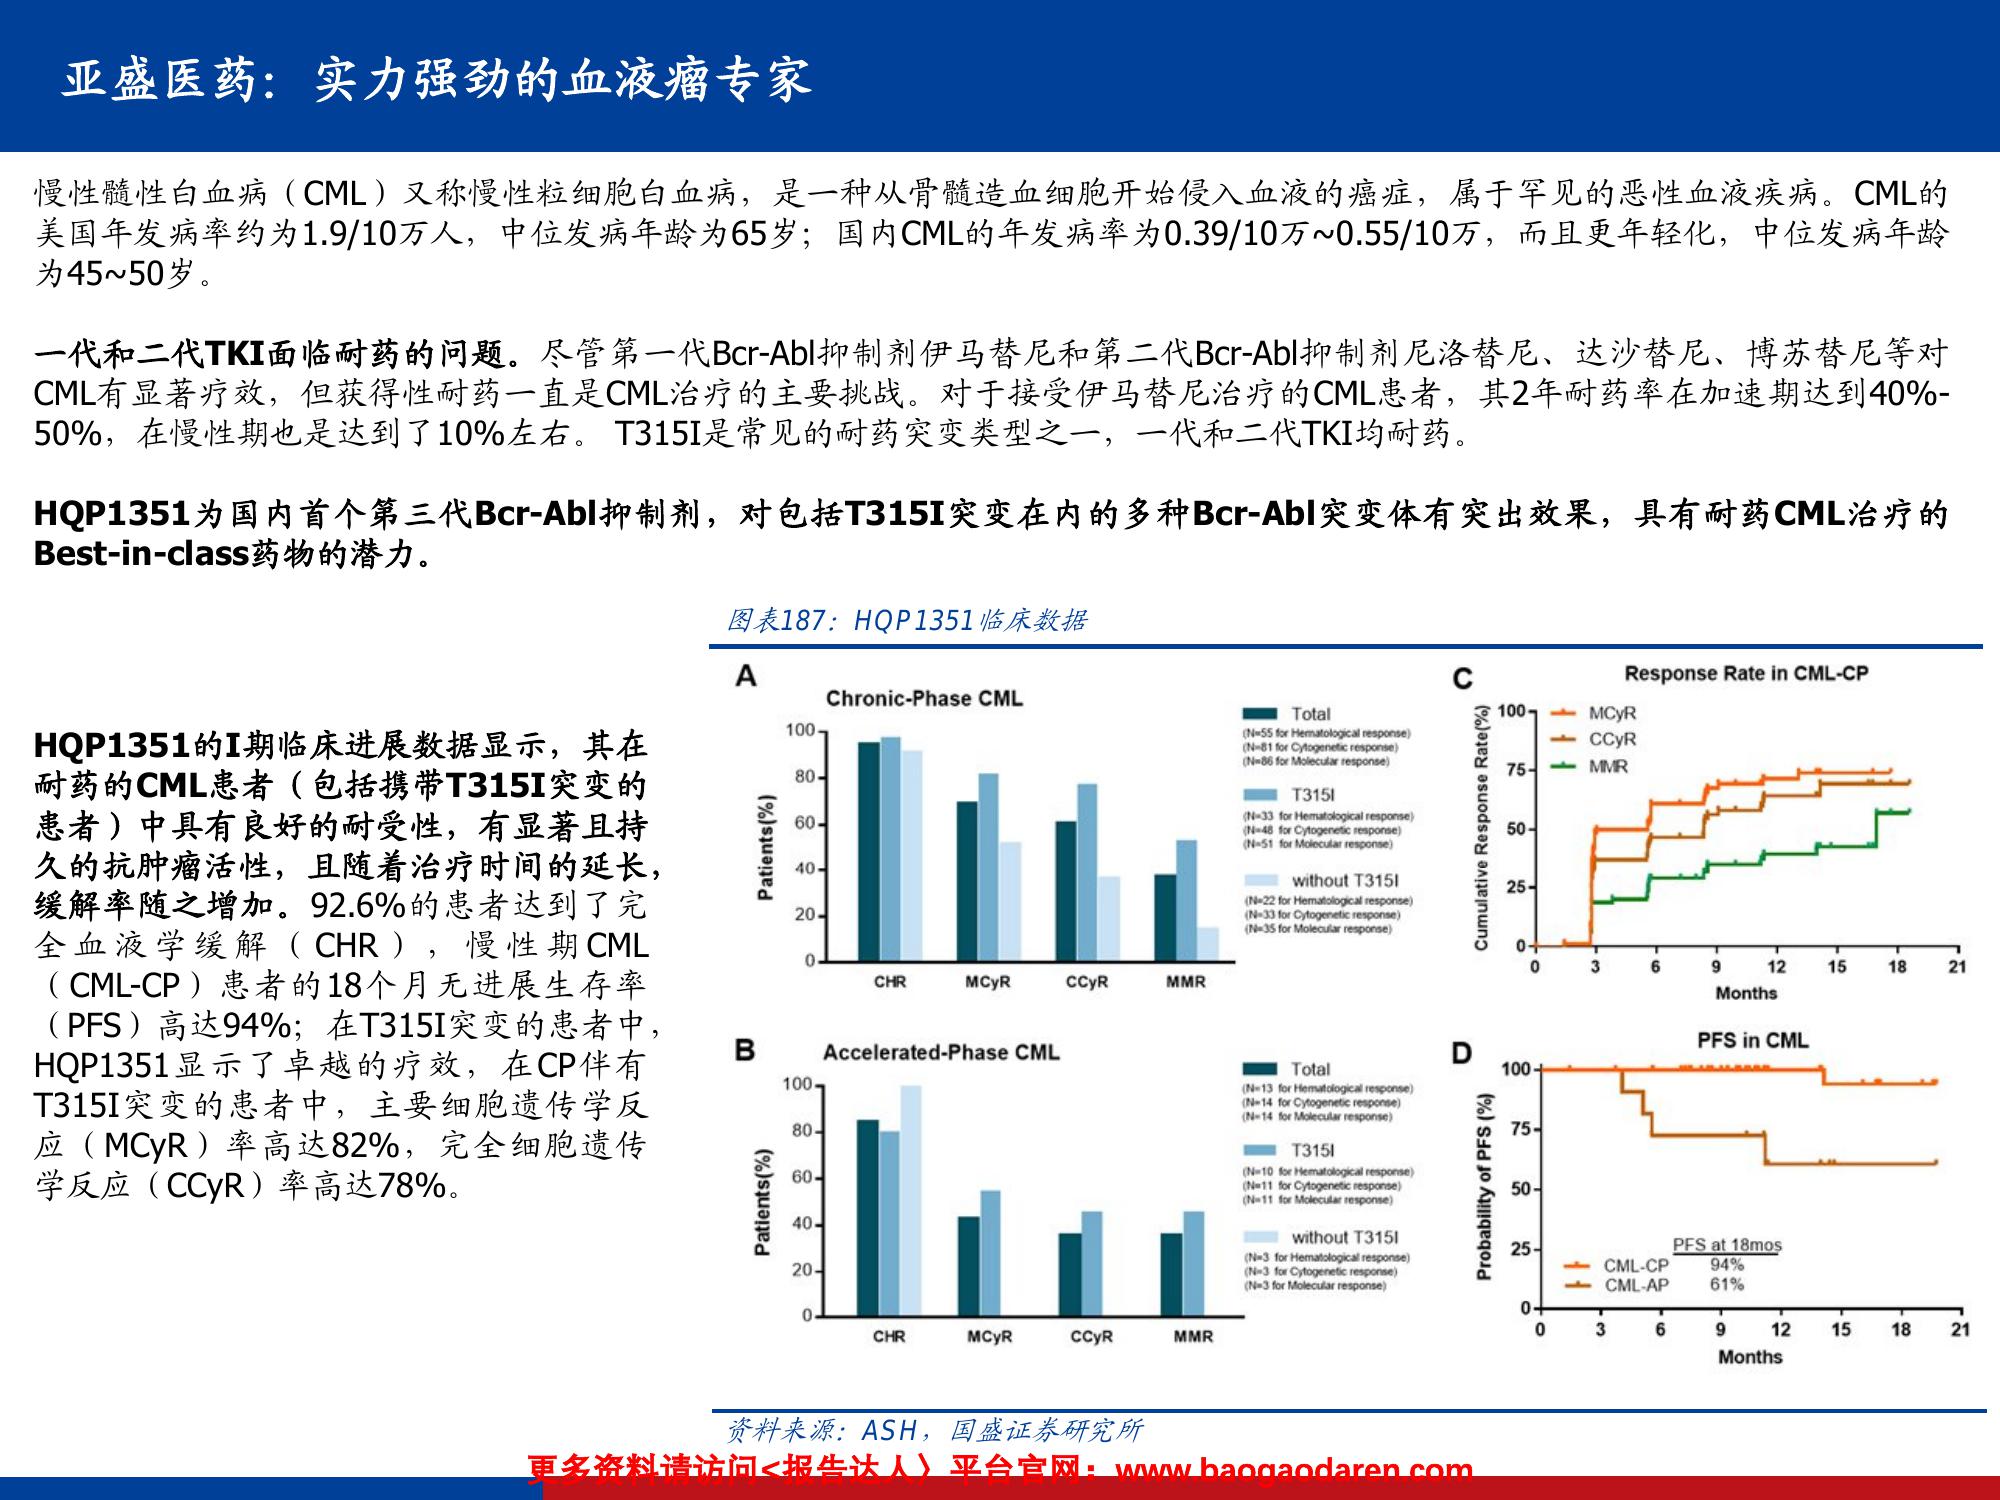 亚盛医药：实力强劲的血液瘤专家
慢性髓性白血病（CML）又称慢性粒细胞白血病，是一种从骨髓造血细胞开始侵入血液的癌症，属于罕见的恶性血液疾病。CML的
美国年发病率约为1.9/10万人，中位发病年龄为65岁；国内CML的年发病率为0.39/10万~0.55/10万，而且更年轻化，中位发病年龄
为45~50岁。
一代和二代TKI面临耐药的问题。尽管第一代Bcr-Abl抑制剂伊马替尼和第二代Bcr-Abl抑制剂尼洛替尼、达沙替尼、博苏替尼等对
CML有显著疗效，但获得性耐药一直是CML治疗的主要挑战。对于接受伊马替尼治疗的CML患者，其2年耐药率在加速期达到40%-
50%，在慢性期也是达到了10%左右。 T315I是常见的耐药突变类型之一，一代和二代TKI均耐药。
HQP1351为国内首个第三代Bcr-Abl抑制剂，对包括T315I突变在内的多种Bcr-Abl突变体有突出效果，具有耐药CML治疗的
Best-in-class药物的潜力。
HQP1351的I期临床进展数据显示，其在
耐药的CML患者（包括携带T315I突变的
患者）中具有良好的耐受性，有显著且持
久的抗肿瘤活性，且随着治疗时间的延长，
缓解率随之增加。92.6%的患者达到了完
全血液学缓解（CHR），慢性期CML
（CML-CP）患者的18个月无进展生存率
（PFS）高达94%；在T315I突变的患者中，
HQP1351显示了卓越的疗效，在CP伴有
T315I突变的患者中，主要细胞遗传学反
应（MCyR）率高达82%，完全细胞遗传
学反应（CCyR）率高达78%。
图表187：HQP1351临床数据
A
Chronic-Phase CML
Patients(%)
100
80
60
40
20
0
CHR MCyR CCyR MMR
Total
(N=55 for Hematological response)
(N=81 for Cytogenetic response)
(N=86 for Molecular response)
T315I
(N=33 for Hematological response)
(N=48 for Cytogenetic response)
(N=51 for Molecular response)
without T315I
(N=22 for Hematological response)
(N=33 for Cytogenetic response)
(N=35 for Molecular response)
C
Response Rate in CML-CP
Cumulative Response Rate(%)
100
75
50
25
0
MCyR
CCyR
MMR
0 3 6 9 12 15 18 21
Months
B
Accelerated-Phase CML
Patients(%)
100
80
60
40
20
0
CHR MCyR CCyR MMR
Total
(N=13 for Hematological response)
(N=14 for Cytogenetic response)
(N=14 for Molecular response)
T315I
(N=10 for Hematological response)
(N=11 for Cytogenetic response)
(N=11 for Molecular response)
without T315I
(N=3 for Hematological response)
(N=3 for Cytogenetic response)
(N=3 for Molecular response)
D
PFS in CML
Probability of PFS (%)
100
75
50
25
0
PFS at 18mos
CML-CP 94%
CML-AP 61%
0 3 6 9 12 15 18 21
Months
资料来源：ASH，国盛证券研究所
更多资料请访问<报告达人〉平台官网：www.baogaodaren.com